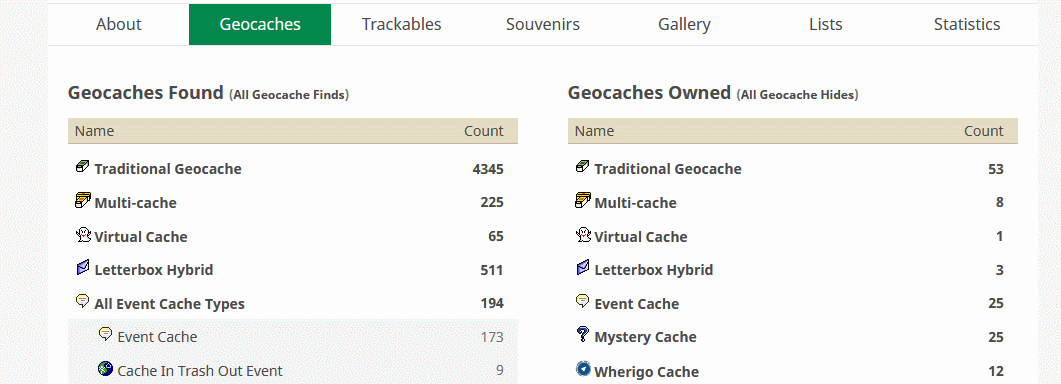 About Geocaches Trackables Souvenirs Gallery Lists Statistics
Geocaches Found (All Geocache Finds)
Name Count
Traditional Geocache 4345
Multi-cache 225
Virtual Cache 65
Letterbox Hybrid 511
All Event Cache Types 194
Event Cache 173
Cache In Trash Out Event 9
Geocaches Owned (All Geocache Hides)
Name Count
Traditional Geocache 53
Multi-cache 8
Virtual Cache 1
Letterbox Hybrid 3
Event Cache 25
Mystery Cache 25
Wherigo Cache 12